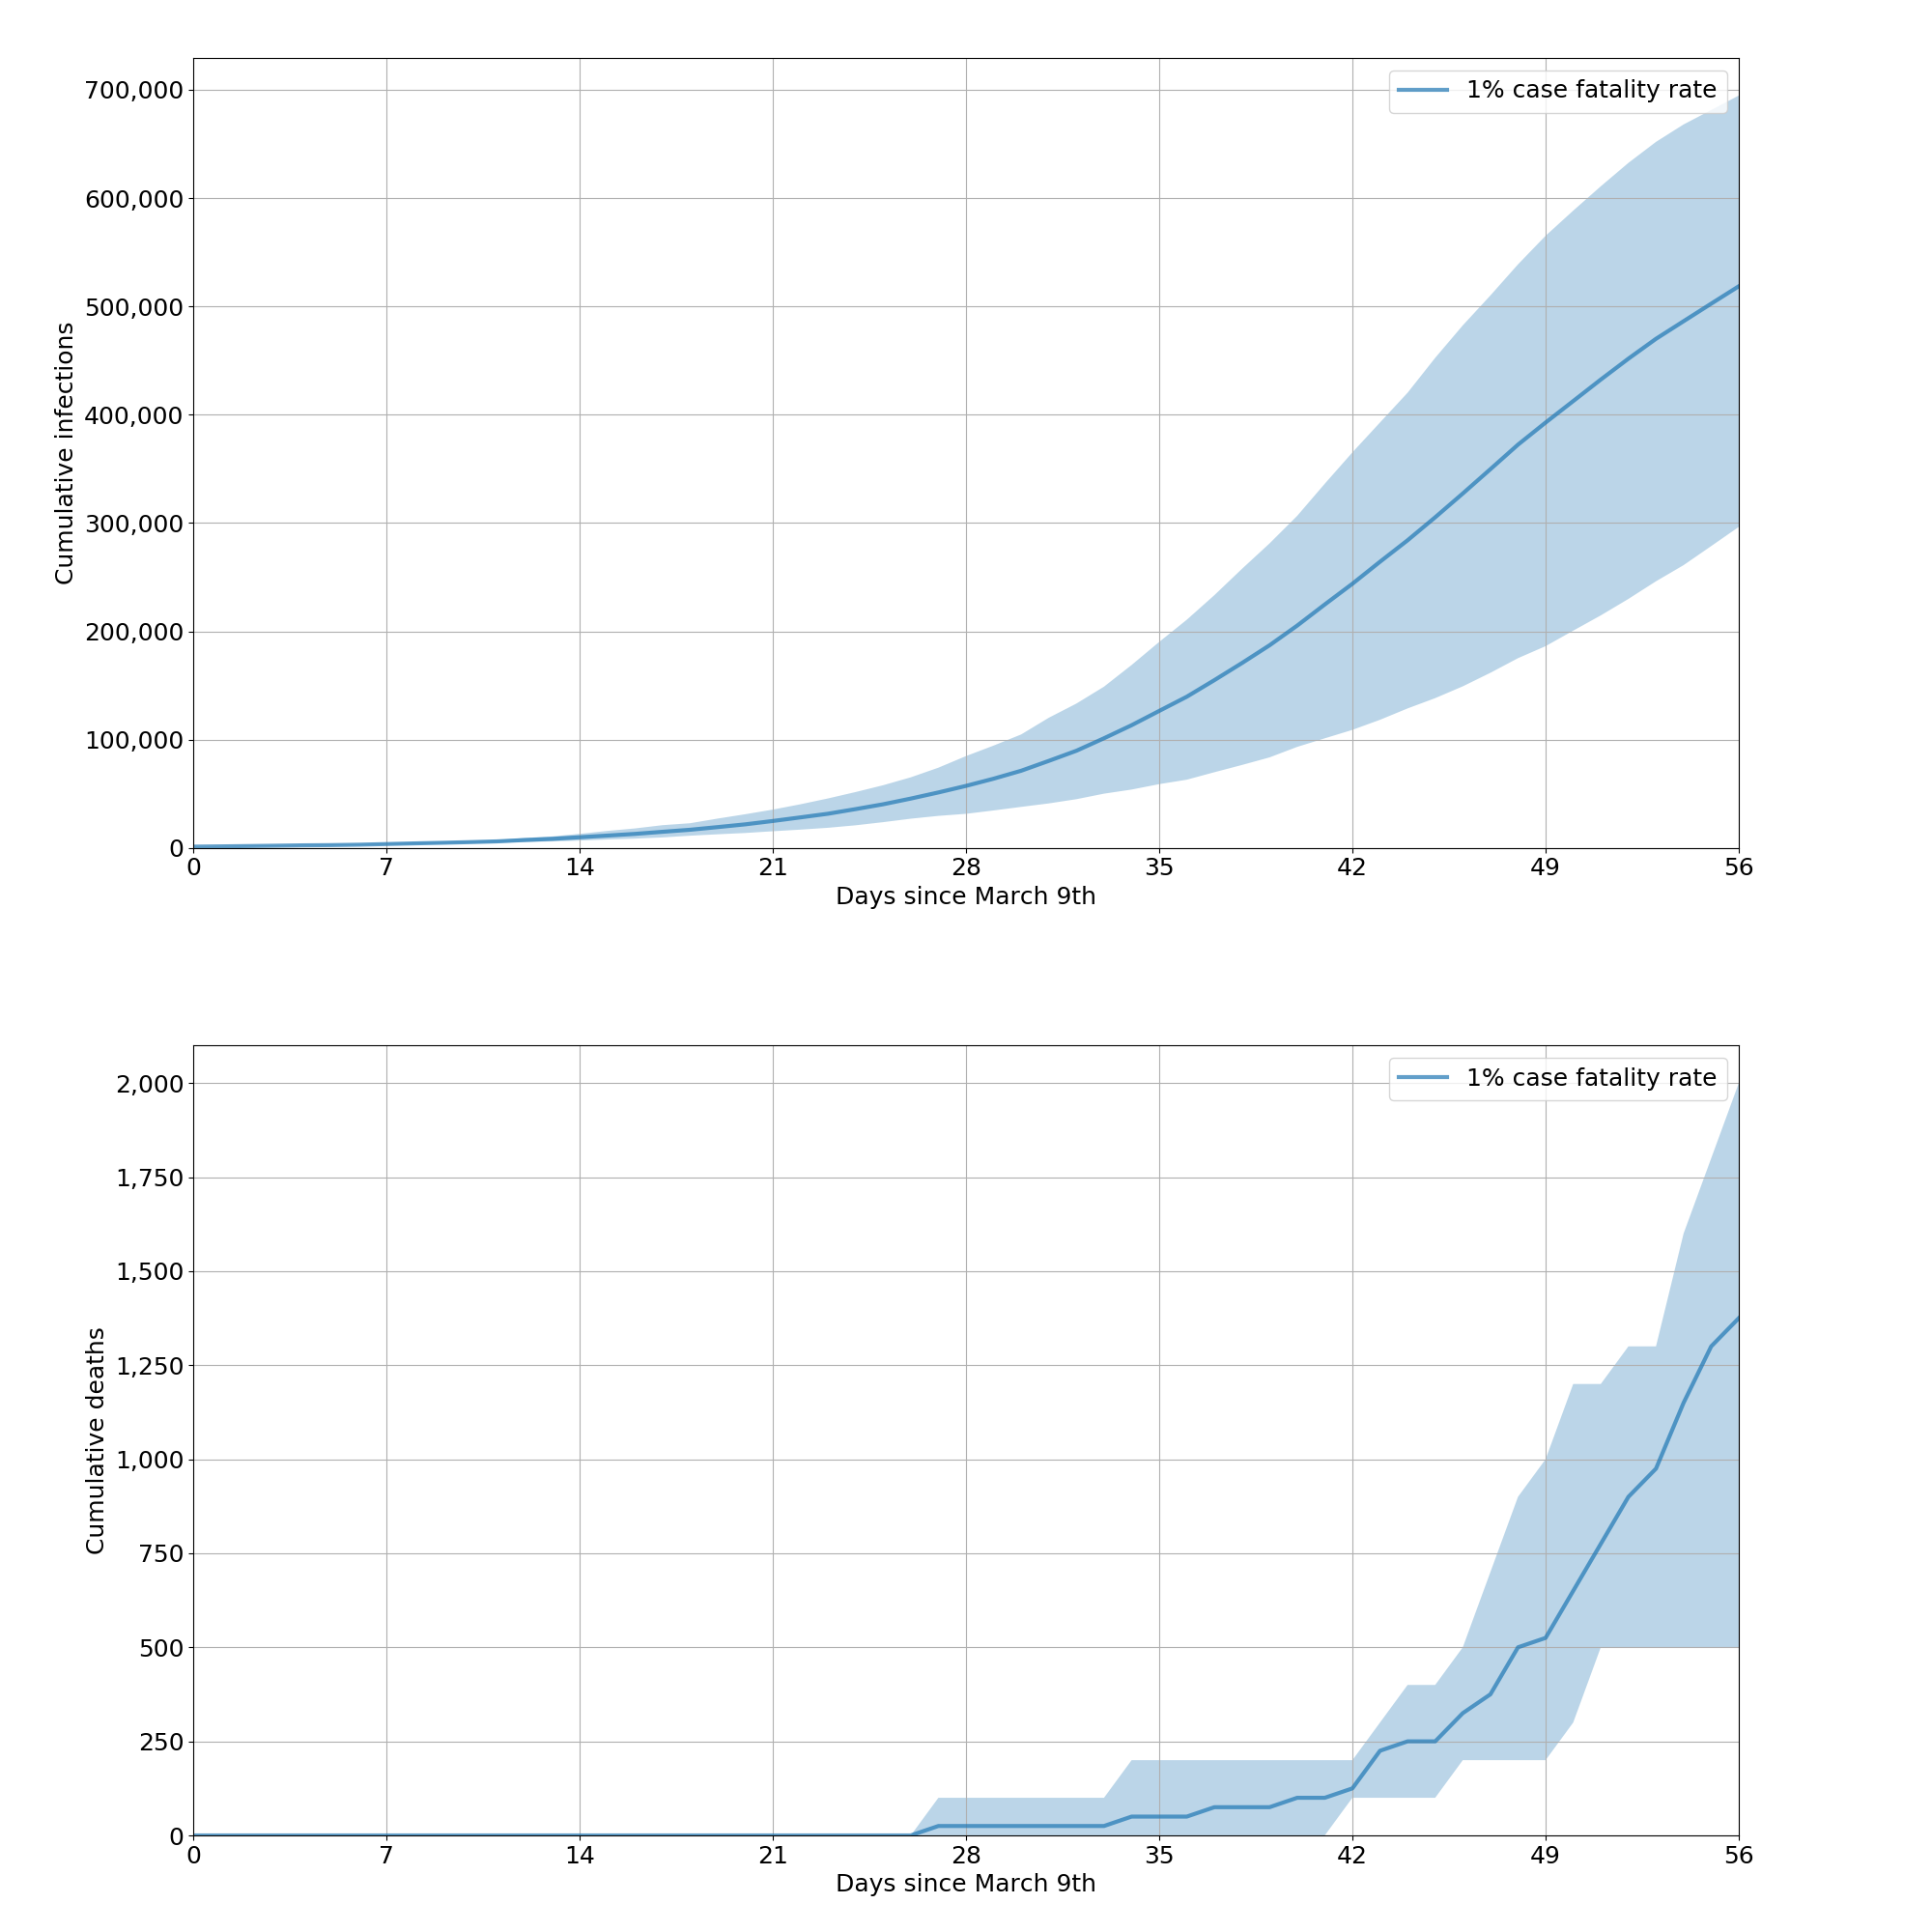 1% case fatality rate
700,000
600,000
500,000
400,000
300,000
200,000
100,000
0
Cumulative infections
0 7 14 21 28 35 42 49 56
Days since March 9th
1% case fatality rate
2,000
1,750
1,500
1,250
1,000
750
500
250
0
Cumulative deaths
0 7 14 21 28 35 42 49 56
Days since March 9th